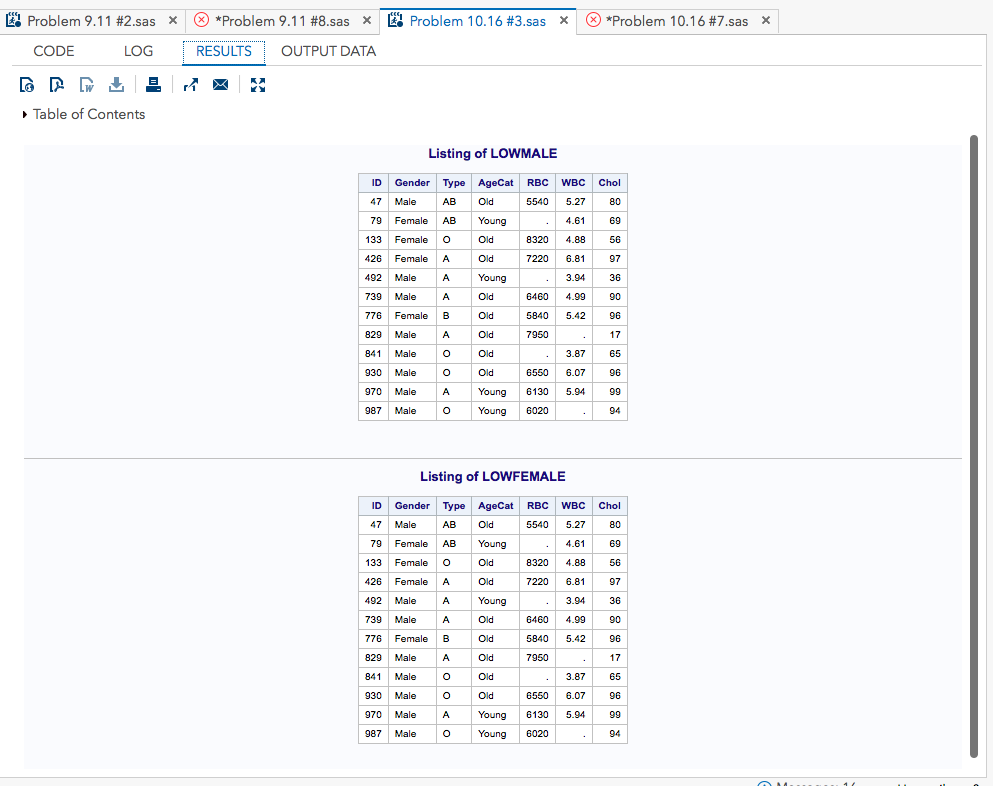 Problem 9.11 #2.sas × *Problem 9.11 #8.sas × Problem 10.16 #3.sas × *Problem 10.16 #7.sas ×
CODE LOG RESULTS OUTPUT DATA
Table of Contents
Listing of LOWMALE
ID Gender Type AgeCat RBC WBC Chol
47 Male AB Old 5540 5.27 80
79 Female AB Young . 4.61 69
133 Female O Old 8320 4.88 56
426 Female A Old 7220 6.81 97
492 Male A Young . 3.94 36
739 Male A Old 6460 4.99 90
776 Female B Old 5840 5.42 96
829 Male A Old 7950 . 17
841 Male O Old . 3.87 65
930 Male O Old 6550 6.07 96
970 Male A Young 6130 5.94 99
987 Male O Young 6020 . 94
Listing of LOWFEMALE
ID Gender Type AgeCat RBC WBC Chol
47 Male AB Old 5540 5.27 80
79 Female AB Young . 4.61 69
133 Female O Old 8320 4.88 56
426 Female A Old 7220 6.81 97
492 Male A Young . 3.94 36
739 Male A Old 6460 4.99 90
776 Female B Old 5840 5.42 96
829 Male A Old 7950 . 17
841 Male O Old . 3.87 65
930 Male O Old 6550 6.07 96
970 Male A Young 6130 5.94 99
987 Male O Young 6020 . 94